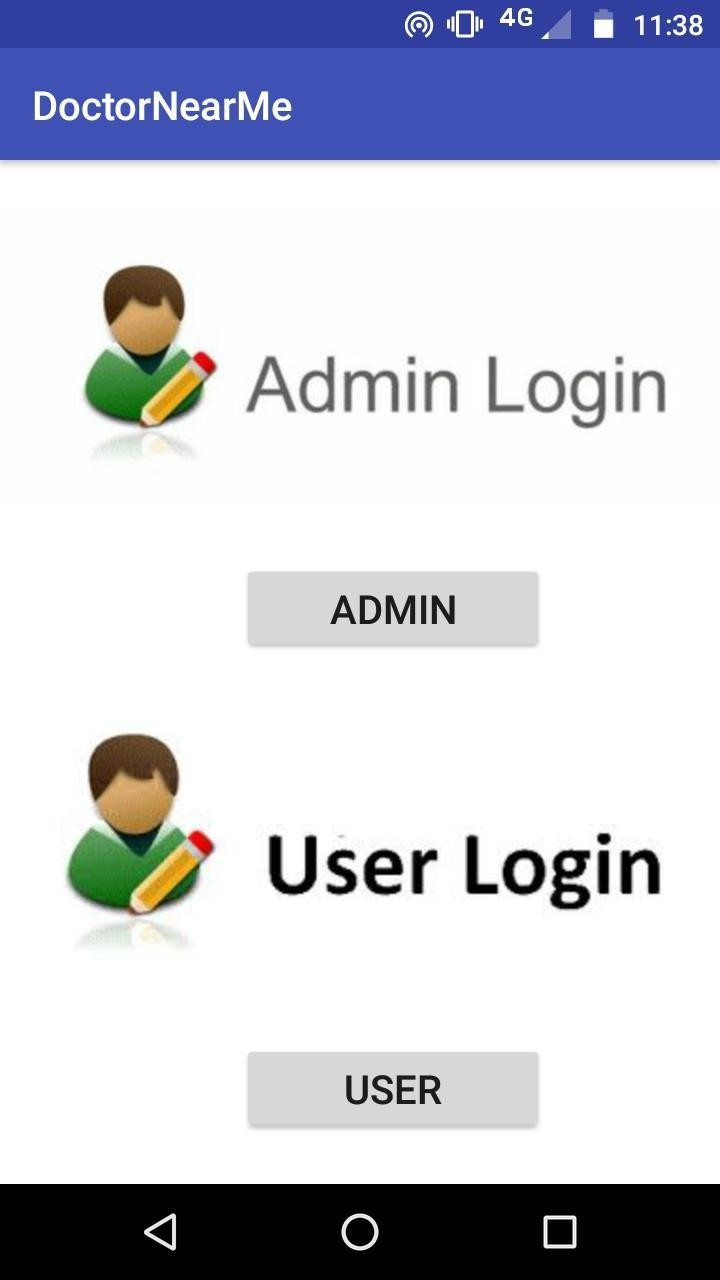 4G 11:38
DoctorNearMe
Admin Login
ADMIN
User Login
USER